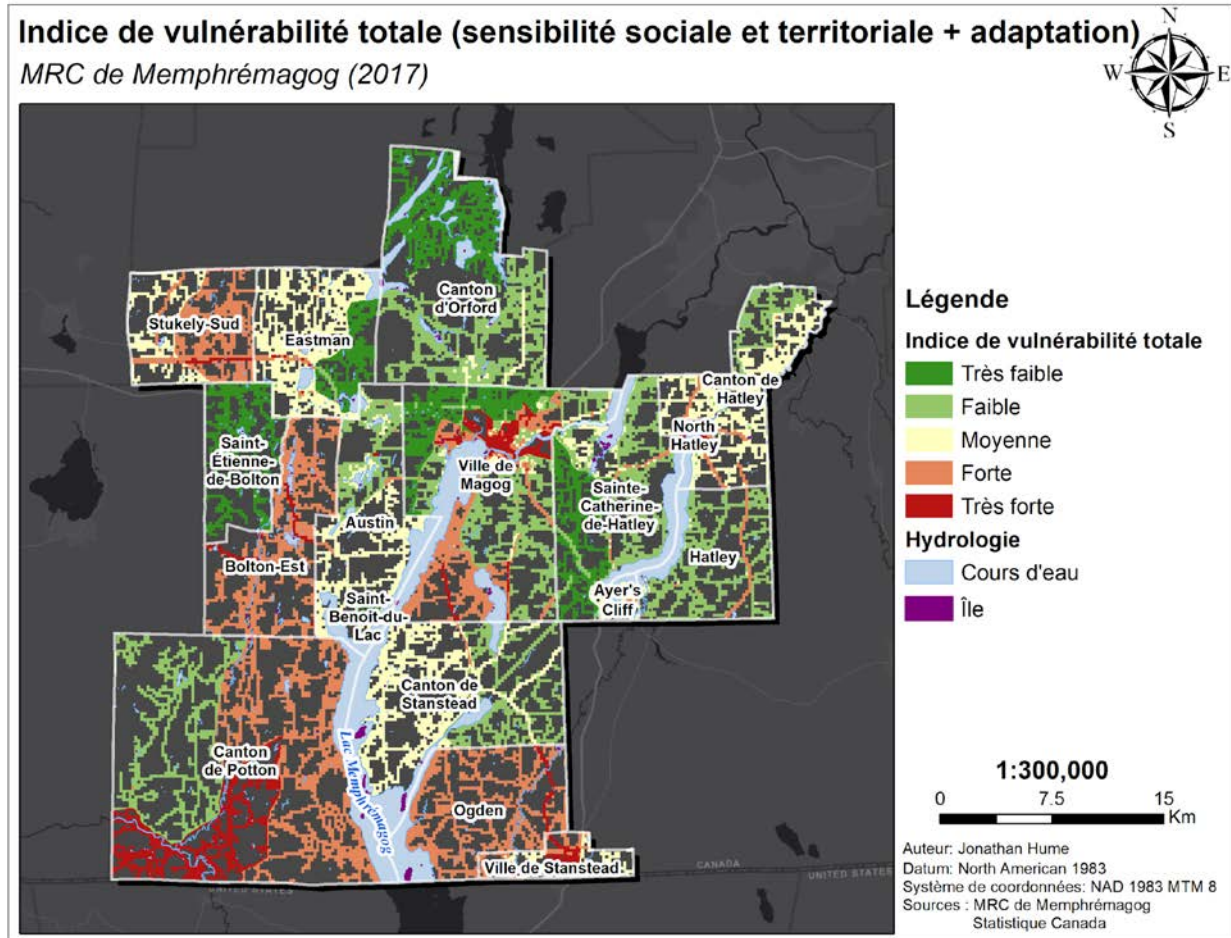 Indice de vulnérabilité totale (sensibilité sociale et territoriale + adaptation)
MRC de Memphrémagog (2017)
N
W
E
S
Canton
d'Orford
Stukely-Sud
Eastman
Canton de
Hatley
North
Hatley
Saint-
Étienne-
de-Bolton
Ville de
Magog
Sainte-
Catherine-
de-Hatley
Austin
Hatley
Bolton-Est
Ayer's
Cliff
Saint-
Benoit-du-
Lac
Canton de
Stanstead
Canton
de Potton
Lac Memphrémagog
Ogden
Ville de Stanstead
CANADA
UNITED STATES
UNITED STATES
Légende
Indice de vulnérabilité totale
Très faible
Faible
Moyenne
Forte
Très forte
Hydrologie
Cours d'eau
Île
1:300,000
0 7.5 15
Km
Auteur: Jonathan Hume
Datum: North American 1983
Système de coordonnées: NAD 1983 MTM 8
Sources : MRC de Memphrémagog
Statistique Canada